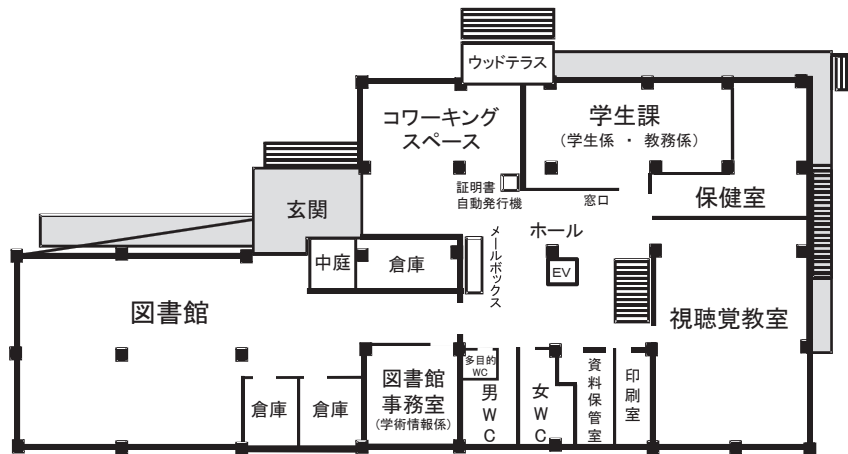 ウッドテラス
コワーキング
スペース
学生課
(学生係 ・ 教務係)
証明書
自動発行機
窓口
保健室
玄関
メールボックス
ホール
中庭
倉庫
EV
図書館
視聴覚教室
倉庫
倉庫
図書館
事務室
(学術情報係)
多目的
WC
男WC
女WC
資料保管室
印刷室